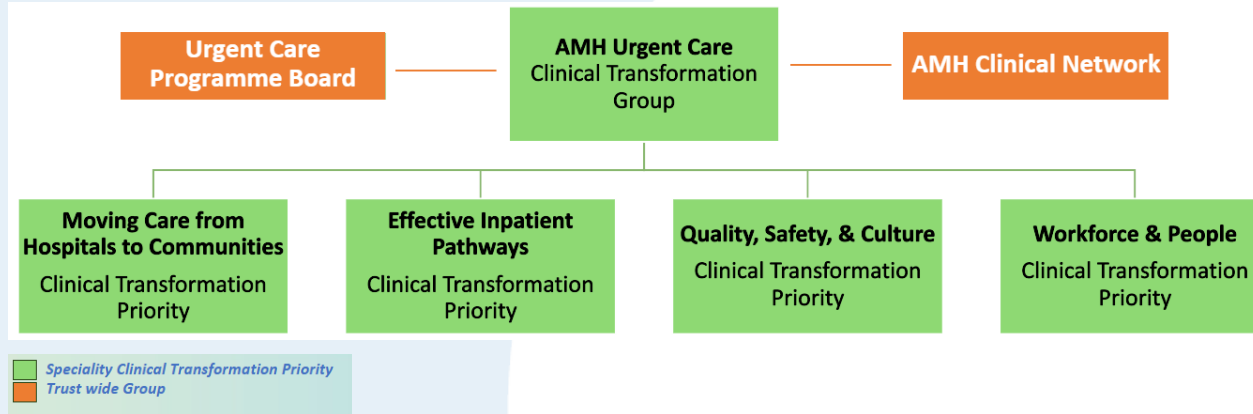 Urgent Care
Programme Board
AMH Urgent Care
Clinical Transformation
Group
AMH Clinical Network
Moving Care from
Hospitals to Communities
Clinical Transformation
Priority
Effective Inpatient
Pathways
Clinical Transformation
Priority
Quality, Safety, & Culture
Clinical Transformation
Priority
Workforce & People
Clinical Transformation
Priority
Speciality Clinical Transformation Priority
Trust wide Group